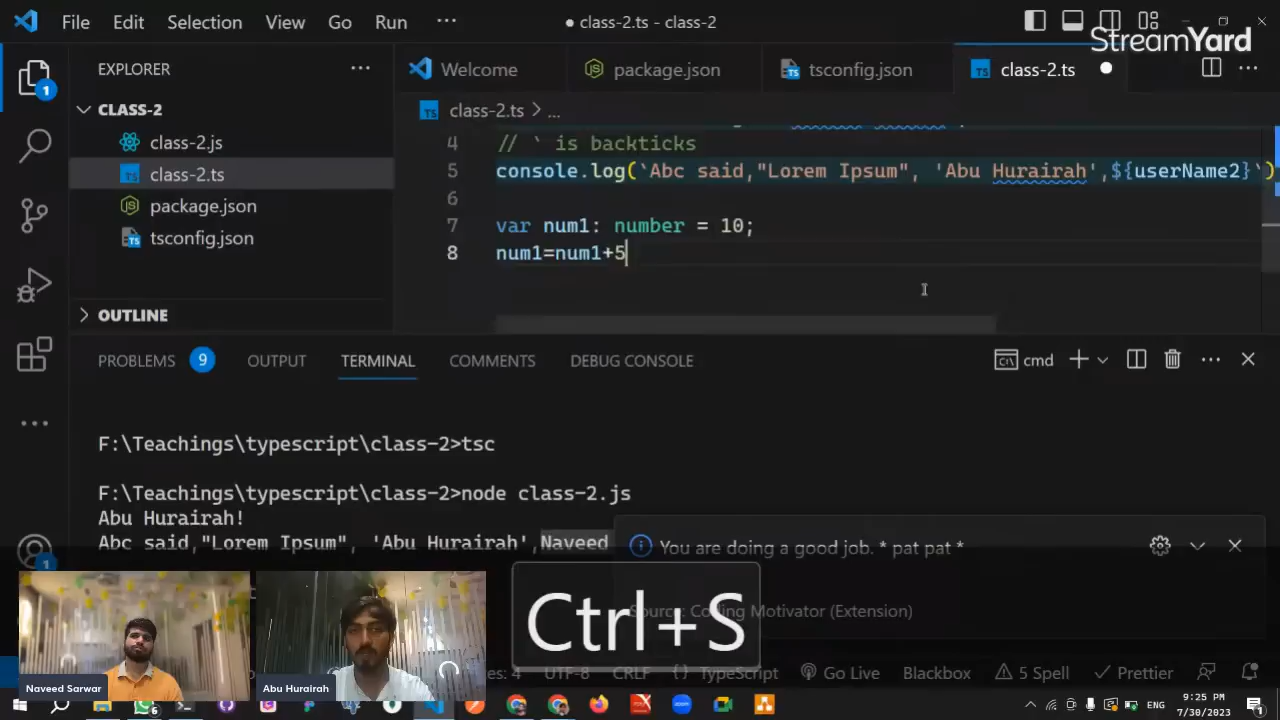 File Edit Selection View Go Run ··· ● class-2.ts - class-2
StreamYard
EXPLORER ···
Welcome package.json tsconfig.json class-2.ts ● ···
1
CLASS-2
class-2.ts > ...
class-2.js
class-2.ts
package.json
tsconfig.json
OUTLINE
4 // ` is backticks
5 console.log(`Abc said,"Lorem Ipsum", 'Abu Hurairah',${userName2}`)
6
7 var num1: number = 10;
8 num1=num1+5
PROBLEMS 9 OUTPUT TERMINAL COMMENTS DEBUG CONSOLE cmd ···
F:\Teachings\typescript\class-2>tsc
F:\Teachings\typescript\class-2>node class-2.js
Abu Hurairah!
Abc said,"Lorem Ipsum", 'Abu Hurairah',Naveed
You are doing a good job. * pat pat *
Source: Coding Motivator (Extension)
Ctrl+S
1
Naveed Sarwar
Abu Hurairah
s: 4 UTF-8 CRLF {} TypeScript Go Live Blackbox 5 Spell Prettier
6
ENG
9:25 PM
7/30/2023
1